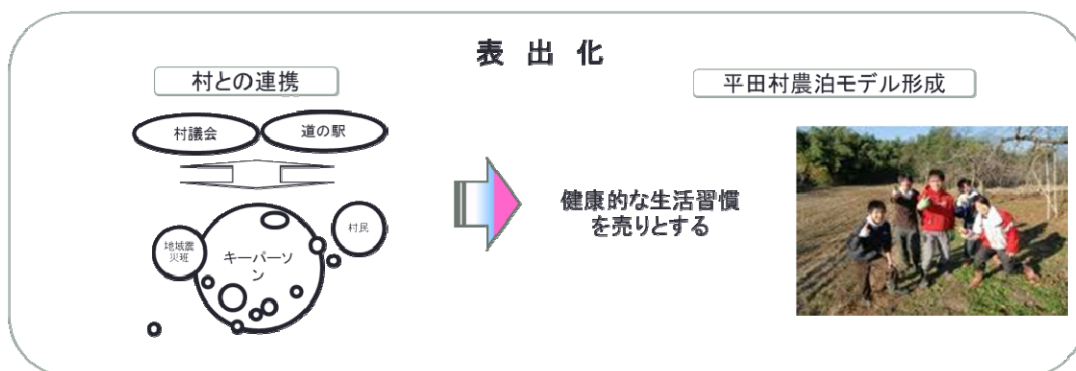 表 出 化
村との連携
平田村農泊モデル形成
村議会
道の駅
地域震
災班
キーパーソ
ン
村民
健康的な生活習慣
を売りとする